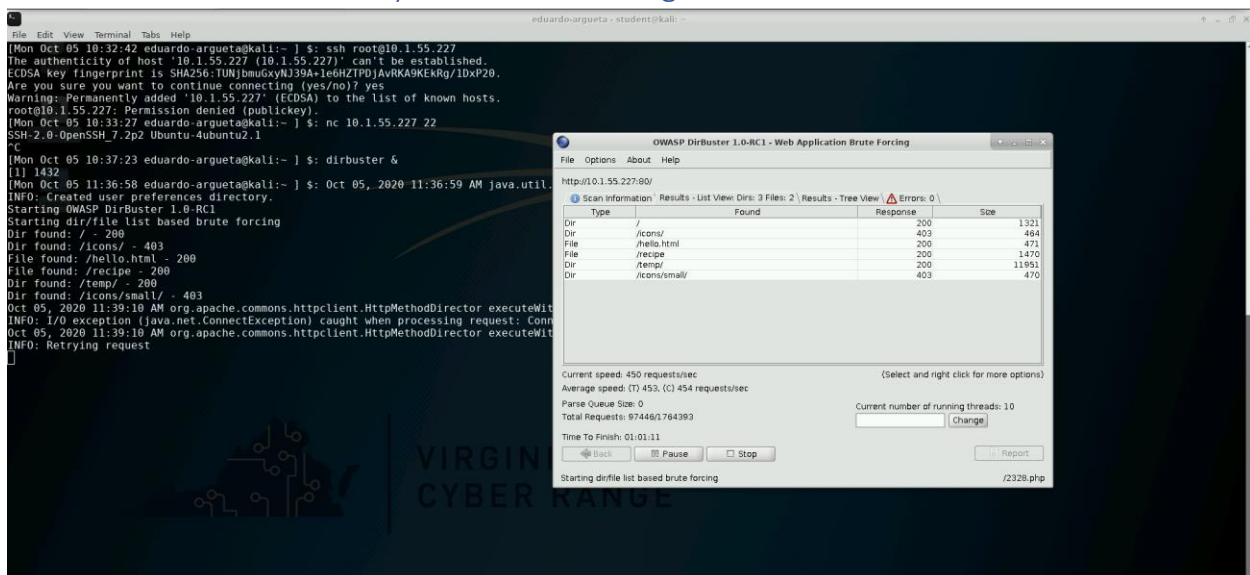 eduardo-argueta - student@kali: ~
File Edit View Terminal Tabs Help
[Mon Oct 05 10:32:42 eduardo-argueta@kali:~ ] $: ssh root@10.1.55.227
The authenticity of host '10.1.55.227 (10.1.55.227)' can't be established.
ECDSA key fingerprint is SHA256:TUNjbmuGxyNJ39A+1e6HZTPDjAvRKA9KEkRg/1DxP20.
Are you sure you want to continue connecting (yes/no)? yes
Warning: Permanently added '10.1.55.227' (ECDSA) to the list of known hosts.
root@10.1.55.227: Permission denied (publickey).
[Mon Oct 05 10:33:27 eduardo-argueta@kali:~ ] $: nc 10.1.55.227 22
SSH-2.0-OpenSSH_7.2p2 Ubuntu-4ubuntu2.1
^C
[Mon Oct 05 10:37:23 eduardo-argueta@kali:~ ] $: dirbuster &
[1] 1432
[Mon Oct 05 11:36:58 eduardo-argueta@kali:~ ] $: Oct 05, 2020 11:36:59 AM java.util.
INFO: Created user preferences directory.
Starting OWASP DirBuster 1.0-RC1
Starting dir/file list based brute forcing
Dir found: / - 200
Dir found: /icons/ - 403
File found: /hello.html - 200
File found: /recipe - 200
Dir found: /temp/ - 200
Dir found: /icons/small/ - 403
Oct 05, 2020 11:39:10 AM org.apache.commons.httpclient.HttpMethodDirector executeWit
INFO: I/O exception (java.net.ConnectException) caught when processing request: Conn
Oct 05, 2020 11:39:10 AM org.apache.commons.httpclient.HttpMethodDirector executeWit
INFO: Retrying request
OWASP DirBuster 1.0-RC1 - Web Application Brute Forcing
File Options About Help
http://10.1.55.227:80/
Scan Information Results - List View: Dirs: 3 Files: 2 Results - Tree View Errors: 0
Type Found Response Size
Dir / 200 1321
Dir /icons/ 403 464
File /hello.html 200 471
File /recipe 200 1470
Dir /temp/ 200 11951
Dir /icons/small/ 403 470
Current speed: 450 requests/sec (Select and right click for more options)
Average speed: (T) 453, (C) 454 requests/sec
Parse Queue Size: 0 Current number of running threads: 10
Total Requests: 97446/1764393 Change
Time To Finish: 01:01:11
Back Pause Stop Report
Starting dir/file list based brute forcing /2328.php
VIRGIN
CYBER RANGE